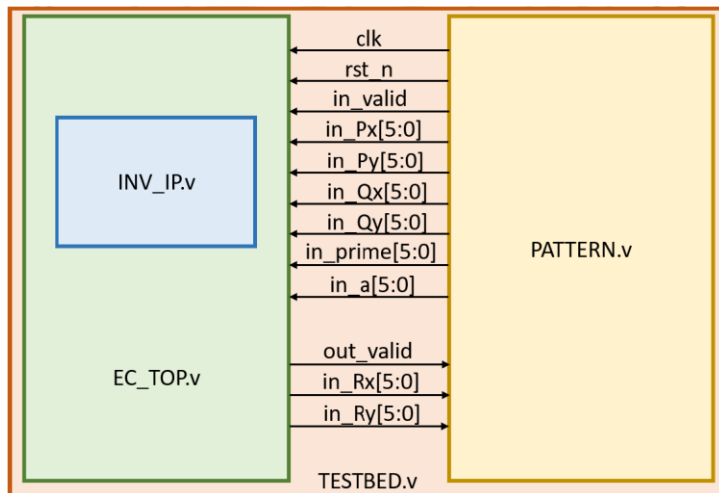 clk
rst_n
in_valid
in_Px[5:0]
in_Py[5:0]
INV_IP.v
in_Qx[5:0]
in_Qy[5:0]
in_prime[5:0]
PATTERN.v
in_a[5:0]
out_valid
EC_TOP.v
in_Rx[5:0]
in_Ry[5:0]
TESTBED.v